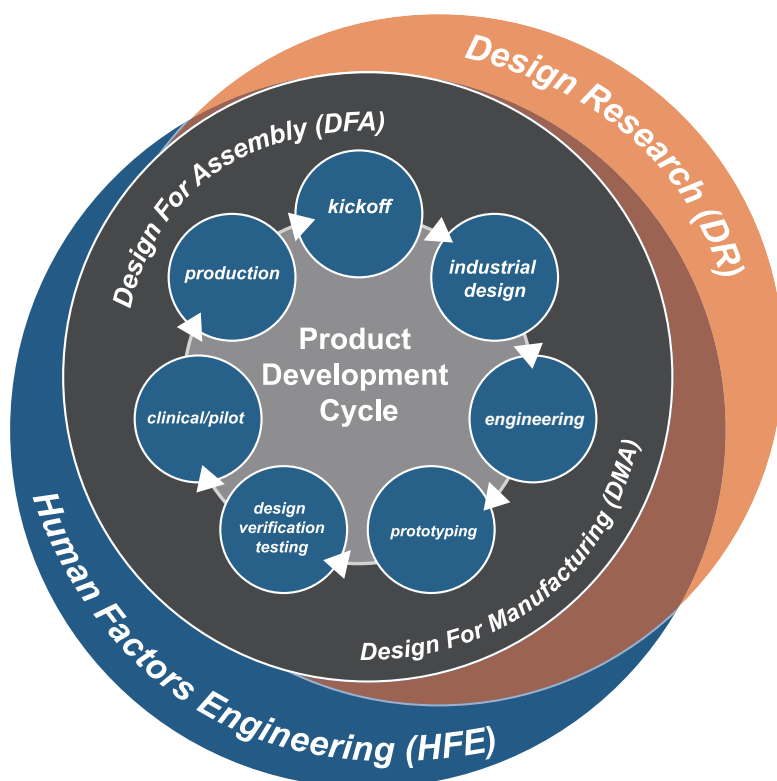 Design Research (DR)
Design For Assembly (DFA)
kickoff
industrial
design
engineering
prototyping
design
verification
testing
clinical/pilot
production
Product
Development
Cycle
Design For Manufacturing (DMA)
Human Factors Engineering (HFE)